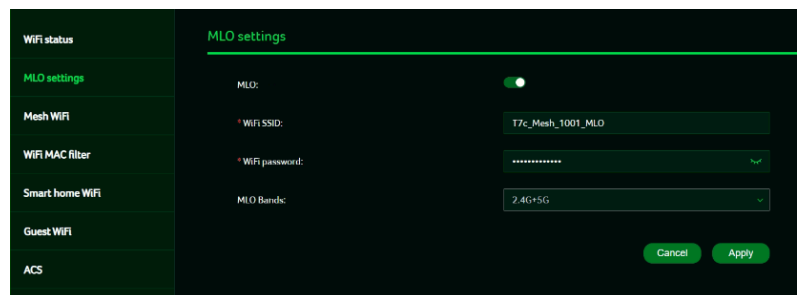 WiFi status
MLO settings
Mesh WiFi
WiFi MAC filter
Smart home WiFi
Guest WiFi
ACS
MLO settings
MLO:
* WiFi SSID: T7c_Mesh_1001_MLO
* WiFi password: •••••••••••••
MLO Bands: 2.4G+5G
Cancel Apply